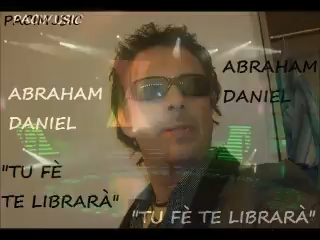 PACMUSIC
ABRAHAM
DANIEL
ABRAHAM
DANIEL
"TU FÈ
TE LIBRARÀ"
"TU FÈ TE LIBRARÀ"